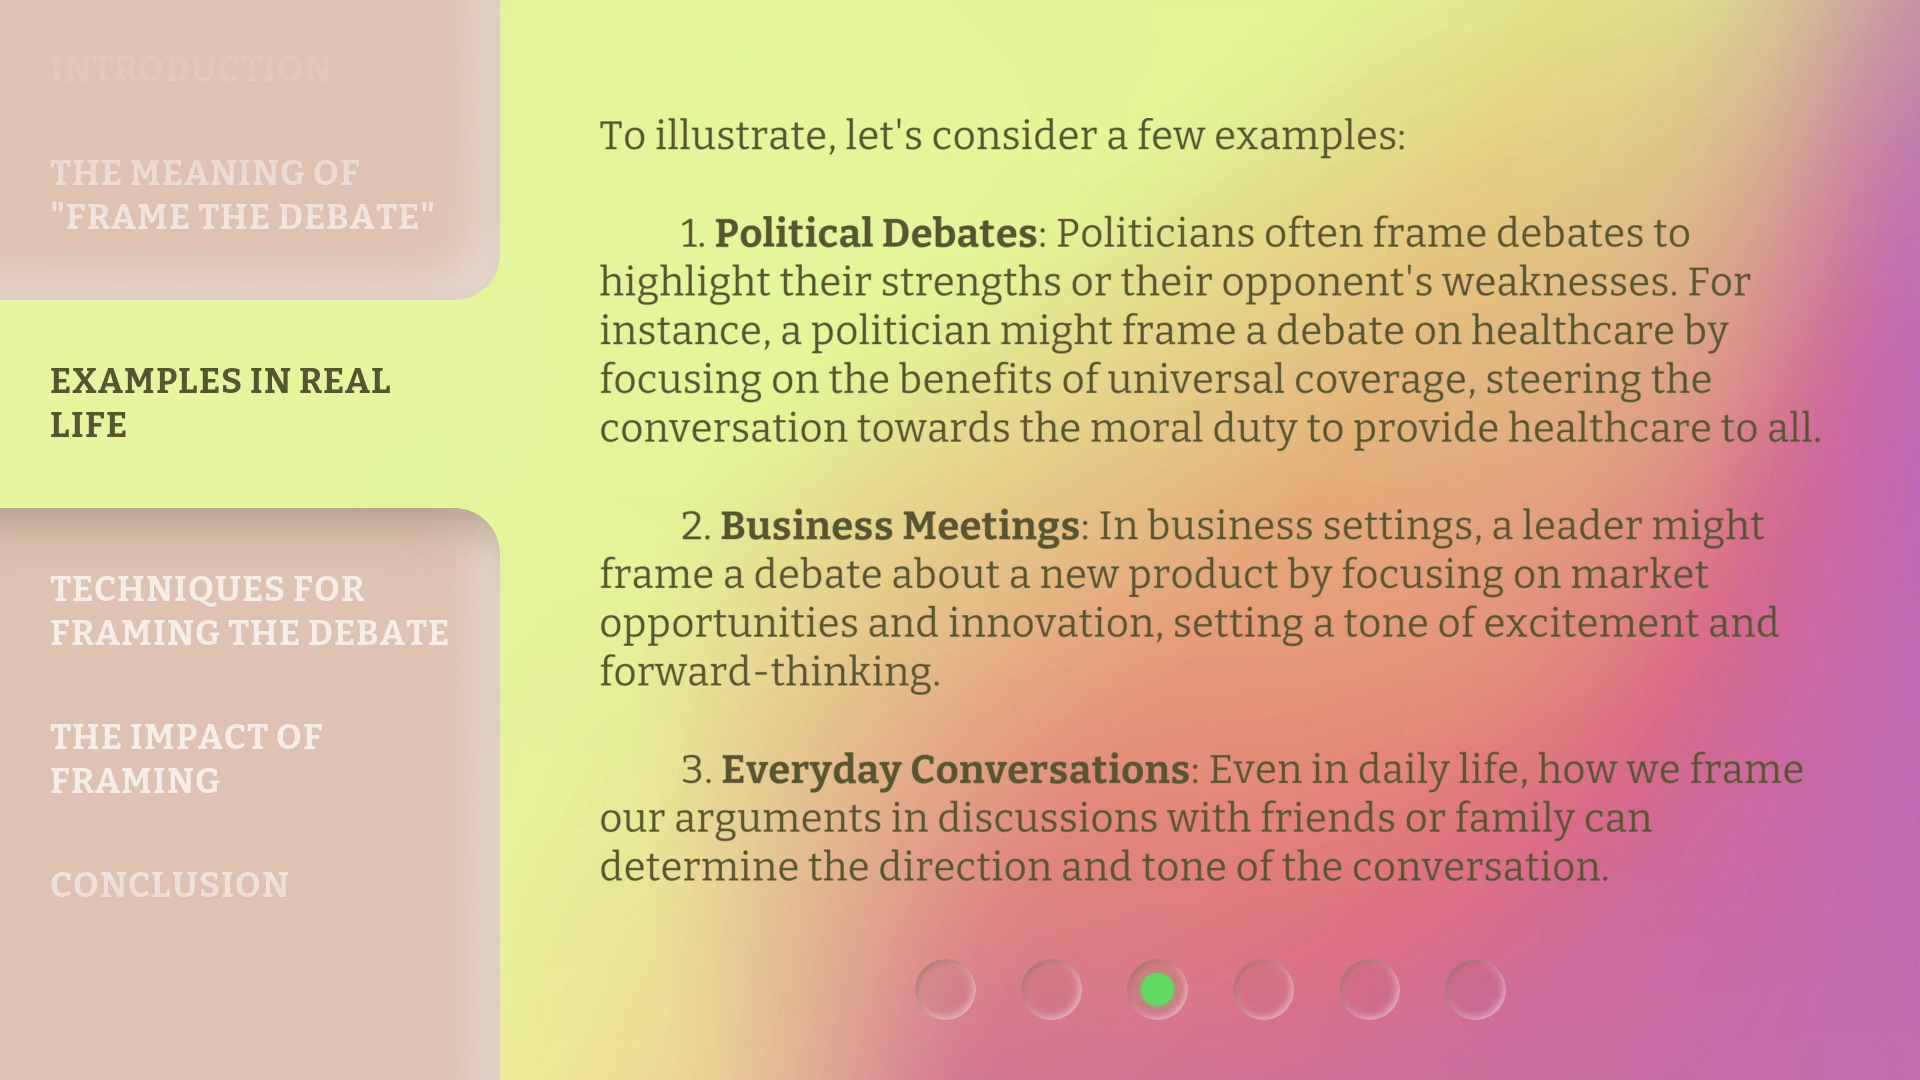 INTRODUCTION
THE MEANING OF
"FRAME THE DEBATE"
EXAMPLES IN REAL
LIFE
TECHNIQUES FOR
FRAMING THE DEBATE
THE IMPACT OF
FRAMING
CONCLUSION
To illustrate, let's consider a few examples:
1. Political Debates: Politicians often frame debates to
highlight their strengths or their opponent's weaknesses. For
instance, a politician might frame a debate on healthcare by
focusing on the benefits of universal coverage, steering the
conversation towards the moral duty to provide healthcare to all.
2. Business Meetings: In business settings, a leader might
frame a debate about a new product by focusing on market
opportunities and innovation, setting a tone of excitement and
forward-thinking.
3. Everyday Conversations: Even in daily life, how we frame
our arguments in discussions with friends or family can
determine the direction and tone of the conversation.